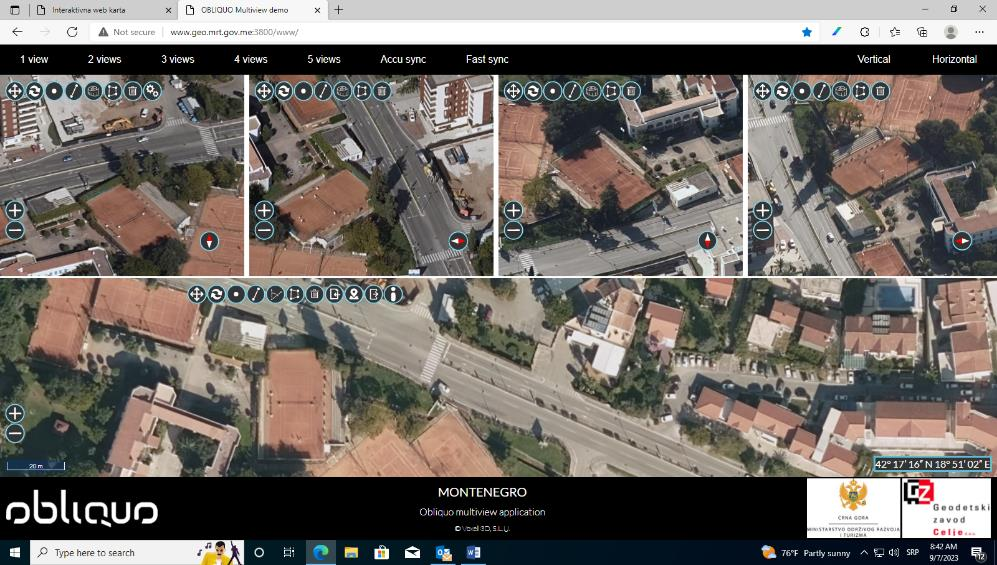 Interaktivna web karta
OBLIQUO Multiview demo
Not secure
www.geo.mrt.gov.me:3800/www/
1 view
2 views
3 views
4 views
5 views
Accu sync
Fast sync
Vertical
Horizontal
20 m
42° 17' 16" N 18° 51' 02" E
obliquo
MONTENEGRO
Obliquo multiview application
© Voxel 3D, S.L.U.
CRNA GORA
MINISTARSTVO ODRŽIVOG RAZVOJA
I TURIZMA
GZ
Geodetski
zavod
Celje d.o.o.
Type here to search
76°F Partly sunny
SRP
8:42 AM
9/7/2023
12